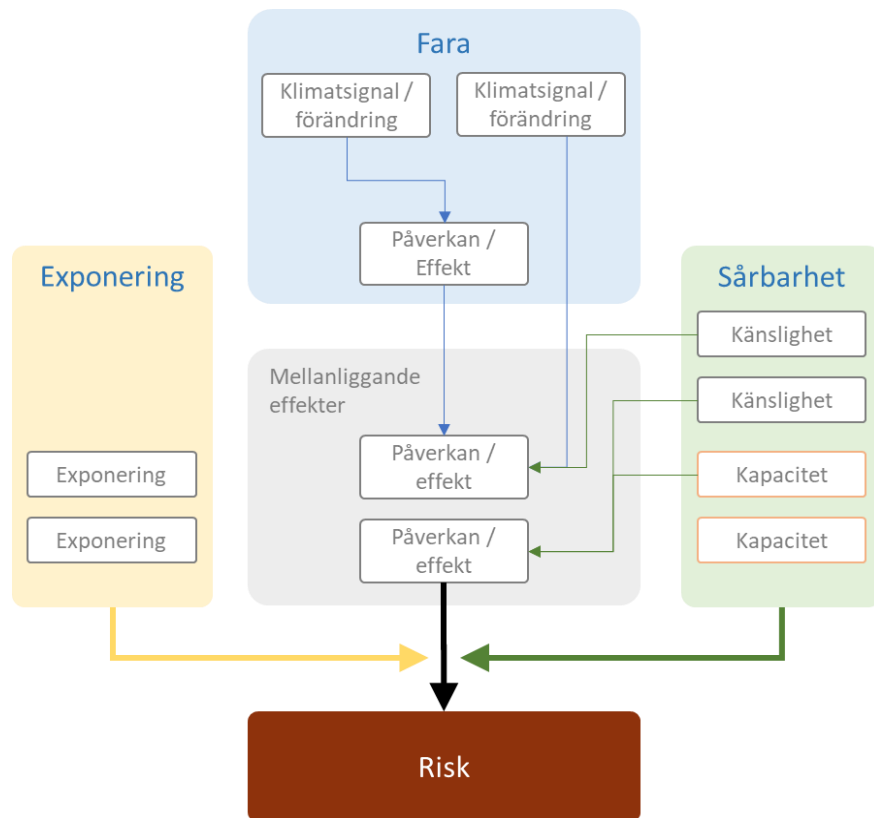 Fara
Klimatsignal /
förändring
Klimatsignal /
förändring
Påverkan /
Effekt
Exponering
Exponering
Exponering
Mellanliggande
effekter
Påverkan /
effekt
Påverkan /
effekt
Sårbarhet
Känslighet
Känslighet
Kapacitet
Kapacitet
Risk